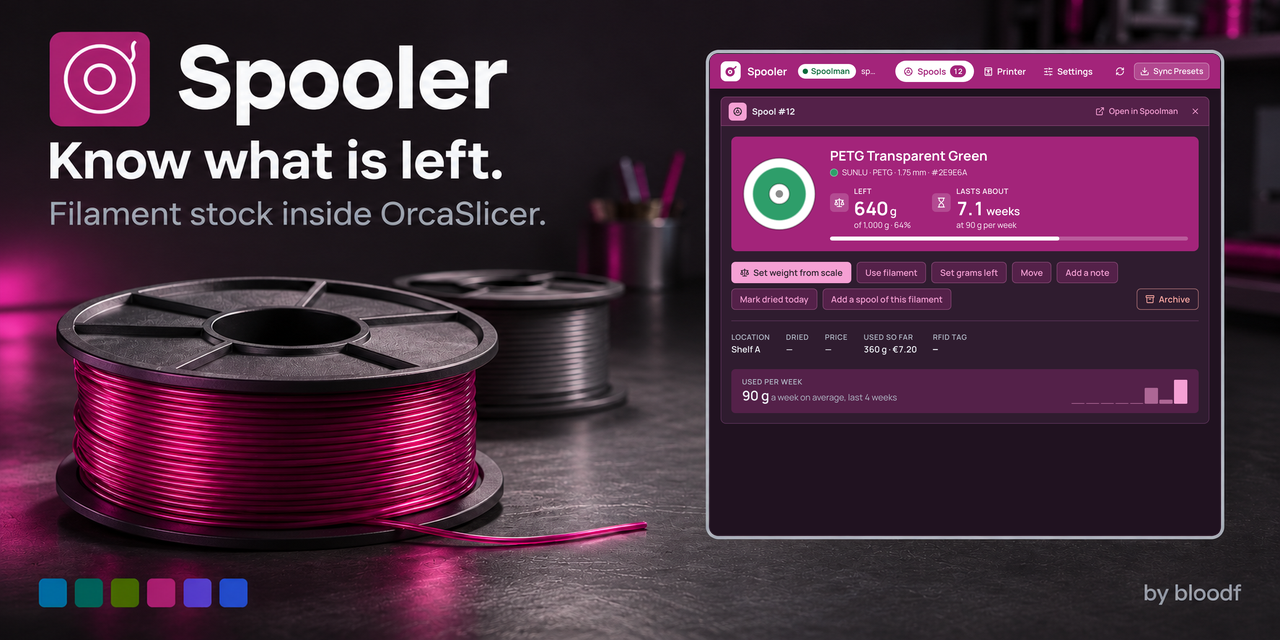 Spooler
Know what is left.
Filament stock inside OrcaSlicer.
Spooler
Spoolman
sp...
Spools 12
Printer
Settings
Sync Presets
Spool #12
Open in Spoolman
PETG Transparent Green
SUNLU · PETG · 1.75 mm · #2E9E6A
LEFT
640 g
of 1,000 g · 64%
LASTS ABOUT
7.1 weeks
at 90 g per week
Set weight from scale
Use filament
Set grams left
Move
Add a note
Mark dried today
Add a spool of this filament
Archive
LOCATION
Shelf A
DRIED
—
PRICE
—
USED SO FAR
360 g · €7.20
RFID TAG
—
USED PER WEEK
90 g a week on average, last 4 weeks
by bloodf